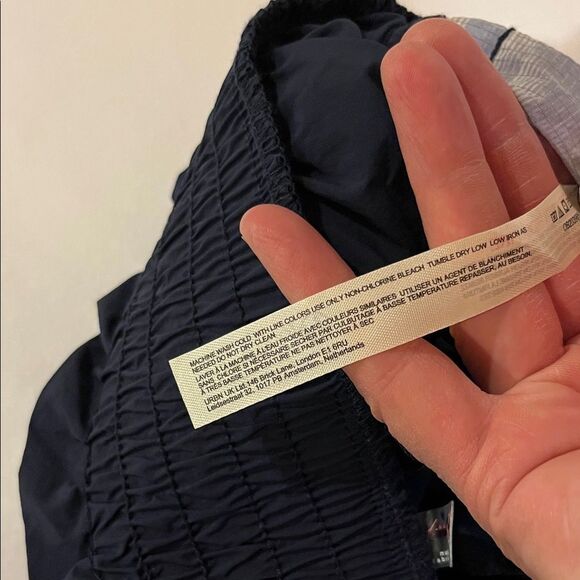 MACHINE WASH COLD WITH LIKE COLORS USE ONLY NON-CHLORINE BLEACH TUMBLE DRY LOW LOW IRON AS
NEEDED DO NOT DRY CLEAN
LAVER À LA MACHINE À L'EAU FROIDE AVEC COULEURS SIMILAIRES. UTILISER UN AGENT DE BLANCHIMENT
SANS CHLORE SI NÉCESSAIRE SÉCHER PAR CULBUTAGE À BASSE TEMPÉRATURE REPASSER, AU BESOIN,
À TRÈS BASSE TEMPÉRATURE NE PAS NETTOYER À SEC
URBN UK Ltd.146 Brick Lane, London E1 6RU
Leidsestraat 32, 1017 PB Amsterdam, Netherlands